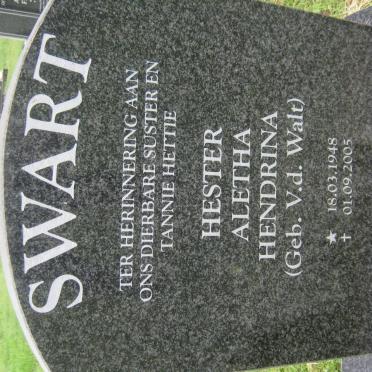 SWART
TER HERINNERING AAN
ONS DIERBARE SUSTER EN
TANNIE HETTIE
HESTER
ALETHA
HENDRINA
(Geb. V.d. Walt)
★ 18.03.1948
✝ 01.09.2005